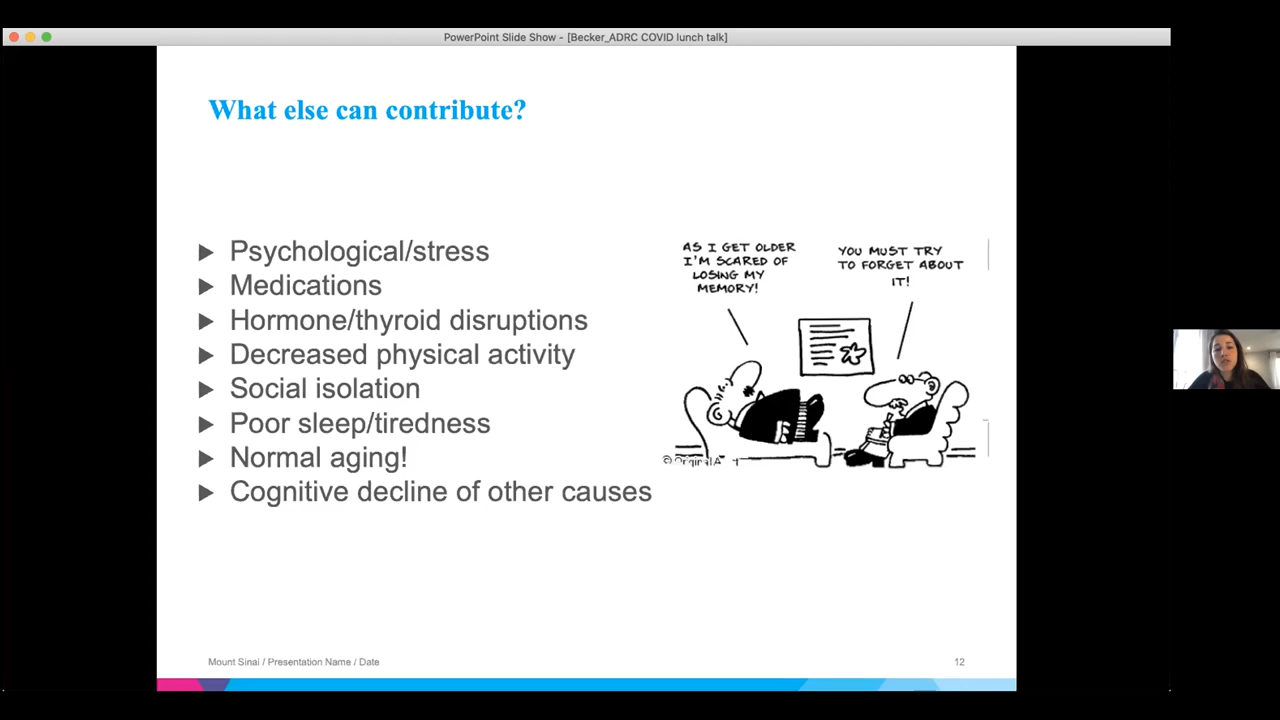 PowerPoint Slide Show - [Becker_ADRC COVID lunch talk]
What else can contribute?
Psychological/stress
Medications
Hormone/thyroid disruptions
Decreased physical activity
Social isolation
Poor sleep/tiredness
Normal aging!
Cognitive decline of other causes
AS I GET OLDER
I'M SCARED OF
LOSING MY
MEMORY!
YOU MUST TRY
TO FORGET ABOUT
IT!
Mount Sinai / Presentation Name / Date
12